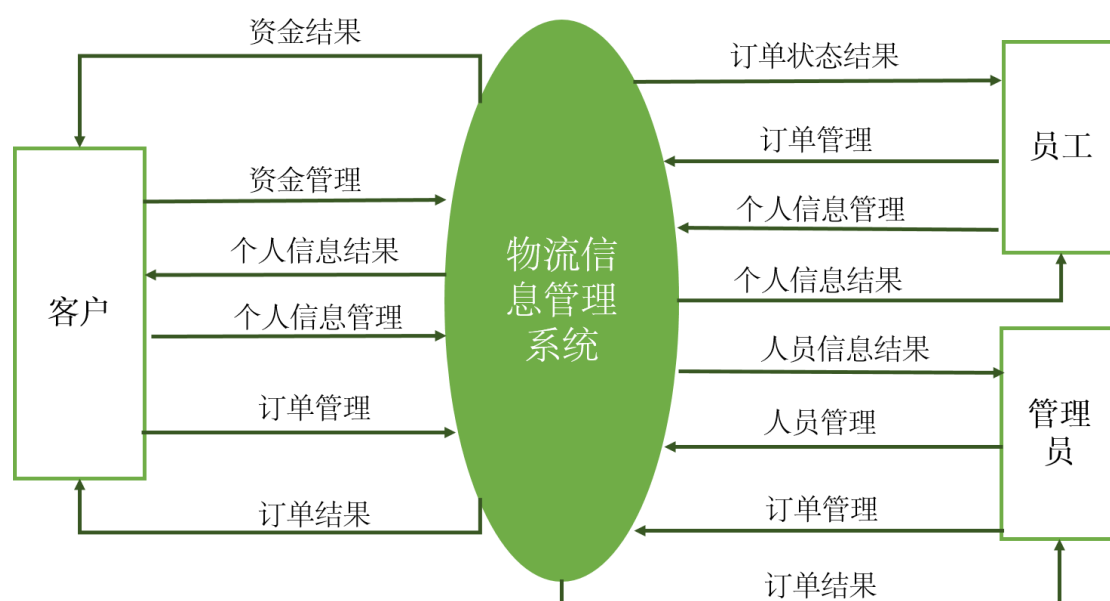 资金结果
订单状态结果
订单管理
员工
资金管理
个人信息管理
个人信息结果
物流信
息管理
系统
个人信息结果
客户
个人信息管理
人员信息结果
订单管理
人员管理
管理
员
订单结果
订单管理
订单结果